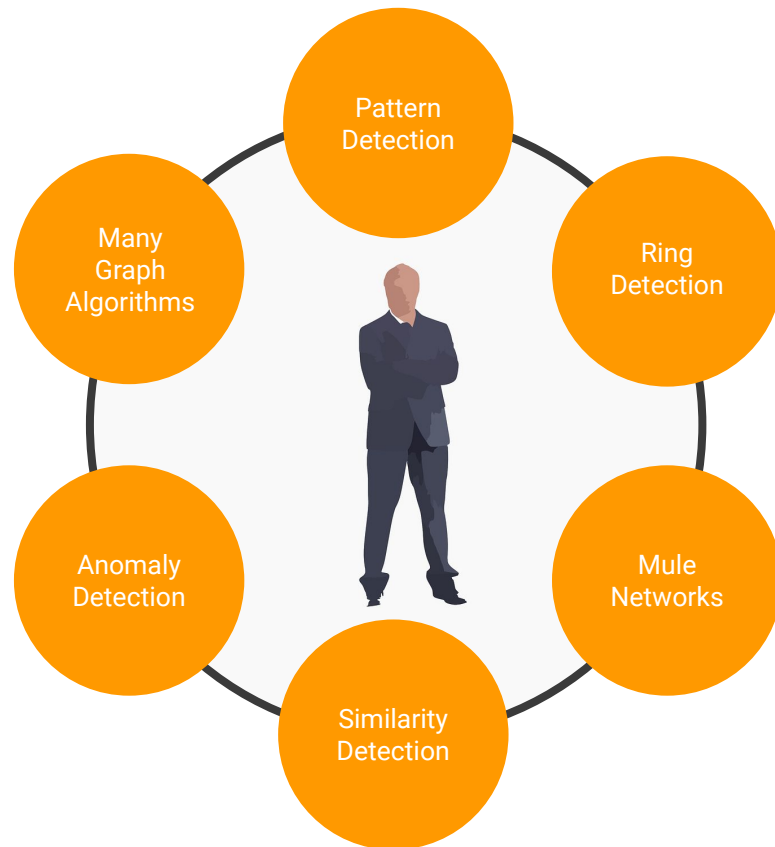 Pattern
Detection
Many
Graph
Algorithms
Ring
Detection
Anomaly
Detection
Mule
Networks
Similarity
Detection